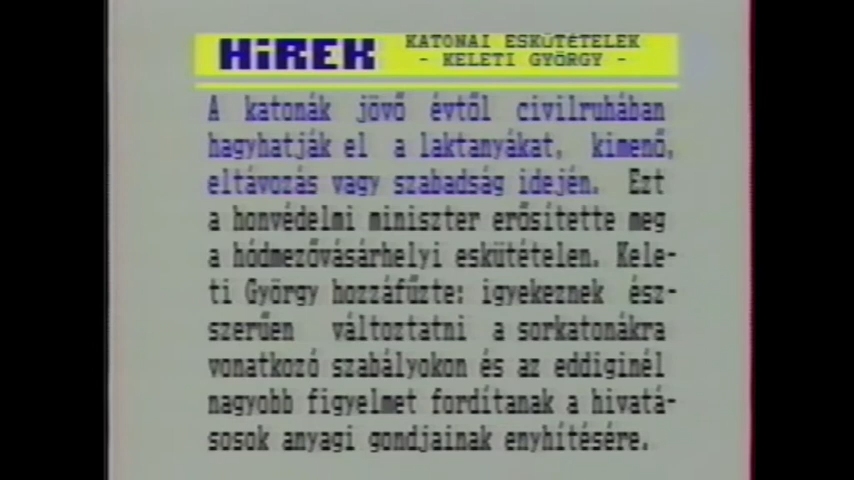 HíREK
KATONAI ESKÜTÉTELEK
- KELETI GYÖRGY -
A katonák jövő évtől civilruhában
hagyhatják el a laktanyákat, kimenő,
eltávozás vagy szabadság idején. Ezt
a honvédelmi miniszter erősítette meg
a hódmezővásárhelyi eskütételen. Kele-
ti György hozzáfűzte: igyekeznek ész-
szerűen változtatni a sorkatonákra
vonatkozó szabályokon és az eddiginél
nagyobb figyelmet fordítanak a hivatá-
sosok anyagi gondjainak enyhítésére.